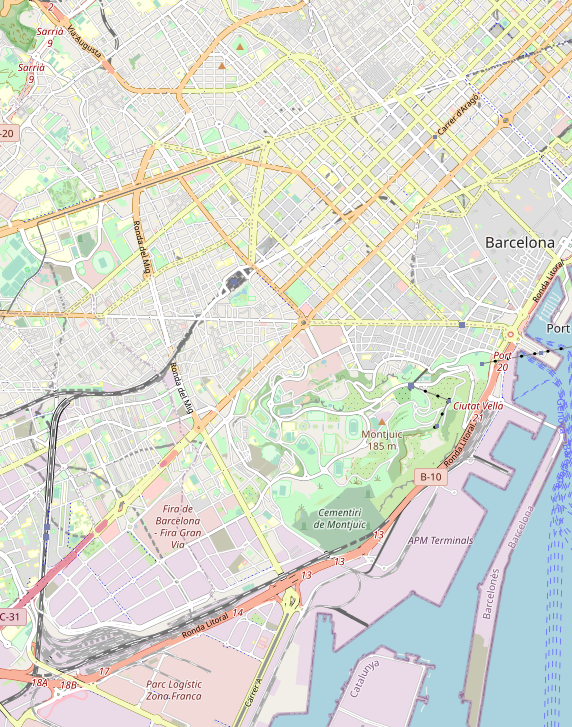 Sarrià
9
Via Augusta
Sarrià
9
-20
Carrer d'Aragó
Barcelona
Ronda del Mig
Ronda Litoral
Port
Port
20
Ronda del Mig
Ciutat Vella
21
Montjuïc
185 m
Ronda Litoral
B-10
Fira de
Barcelona
- Fira Gran
Via
Cementiri
de Montjuïc
Barcelona
13
APM Terminals
13
13
Barcelonès
C-31
14
Ronda Litoral
17
18A
18B
Parc Logístic
Zona Franca
Carrer A
Catalunya